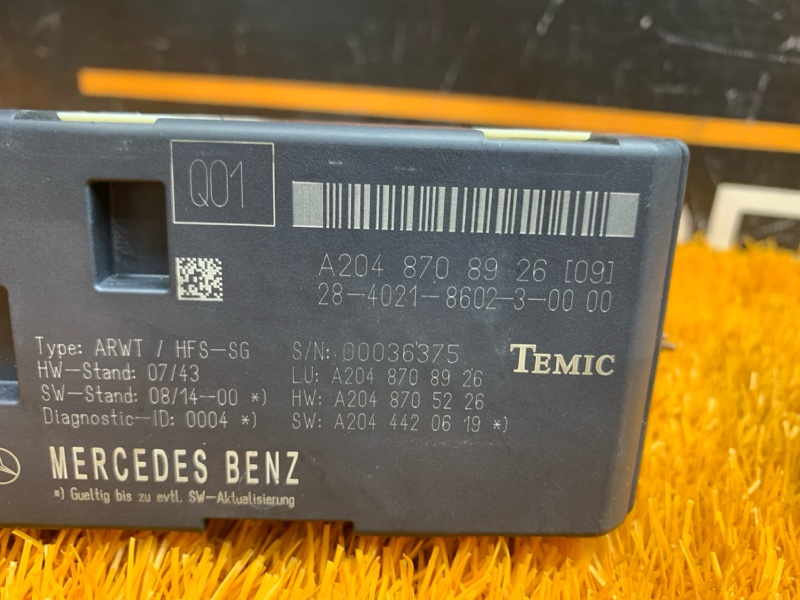 Q01
A204 870 89 26 [09]
28-4021-8602-3-00 00
Type: ARWT / HFS-SG
HW-Stand: 07/43
SW-Stand: 08/14-00 *)
Diagnostic-ID: 0004 *)
S/N: 00036375
LU: A204 870 89 26
HW: A204 870 52 26
SW: A204 442 06 19 *)
TEMIC
MERCEDES BENZ
*) Gueltig bis zu evtl. SW-Aktualisierung